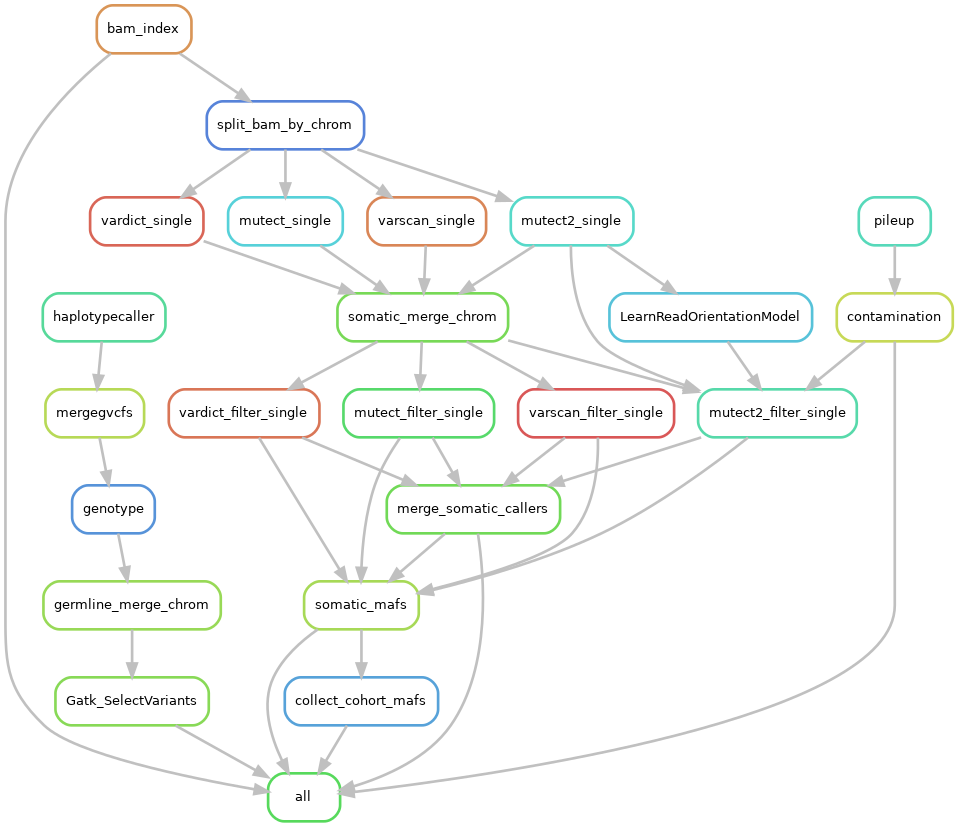 bam_index
split_bam_by_chrom
vardict_single
mutect_single
varscan_single
mutect2_single
pileup
haplotypecaller
somatic_merge_chrom
LearnReadOrientationModel
contamination
mergegvcfs
vardict_filter_single
mutect_filter_single
varscan_filter_single
mutect2_filter_single
genotype
merge_somatic_callers
germline_merge_chrom
somatic_mafs
Gatk_SelectVariants
collect_cohort_mafs
all